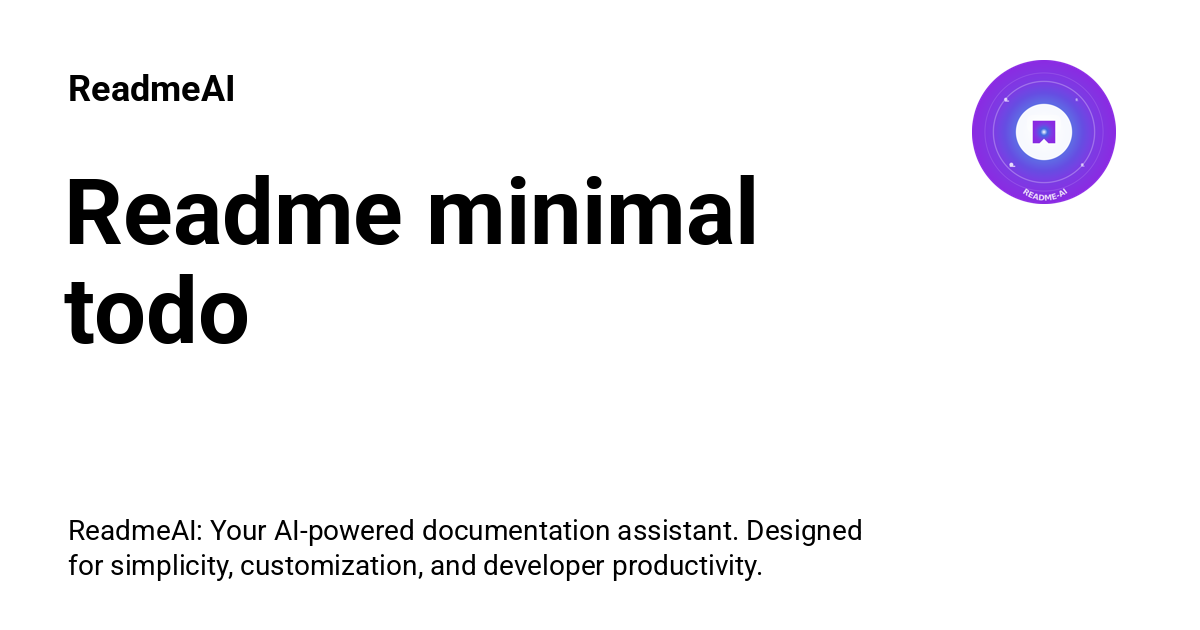 ReadmeAI
README-AI
Readme minimal
todo
ReadmeAI: Your AI-powered documentation assistant. Designed
for simplicity, customization, and developer productivity.